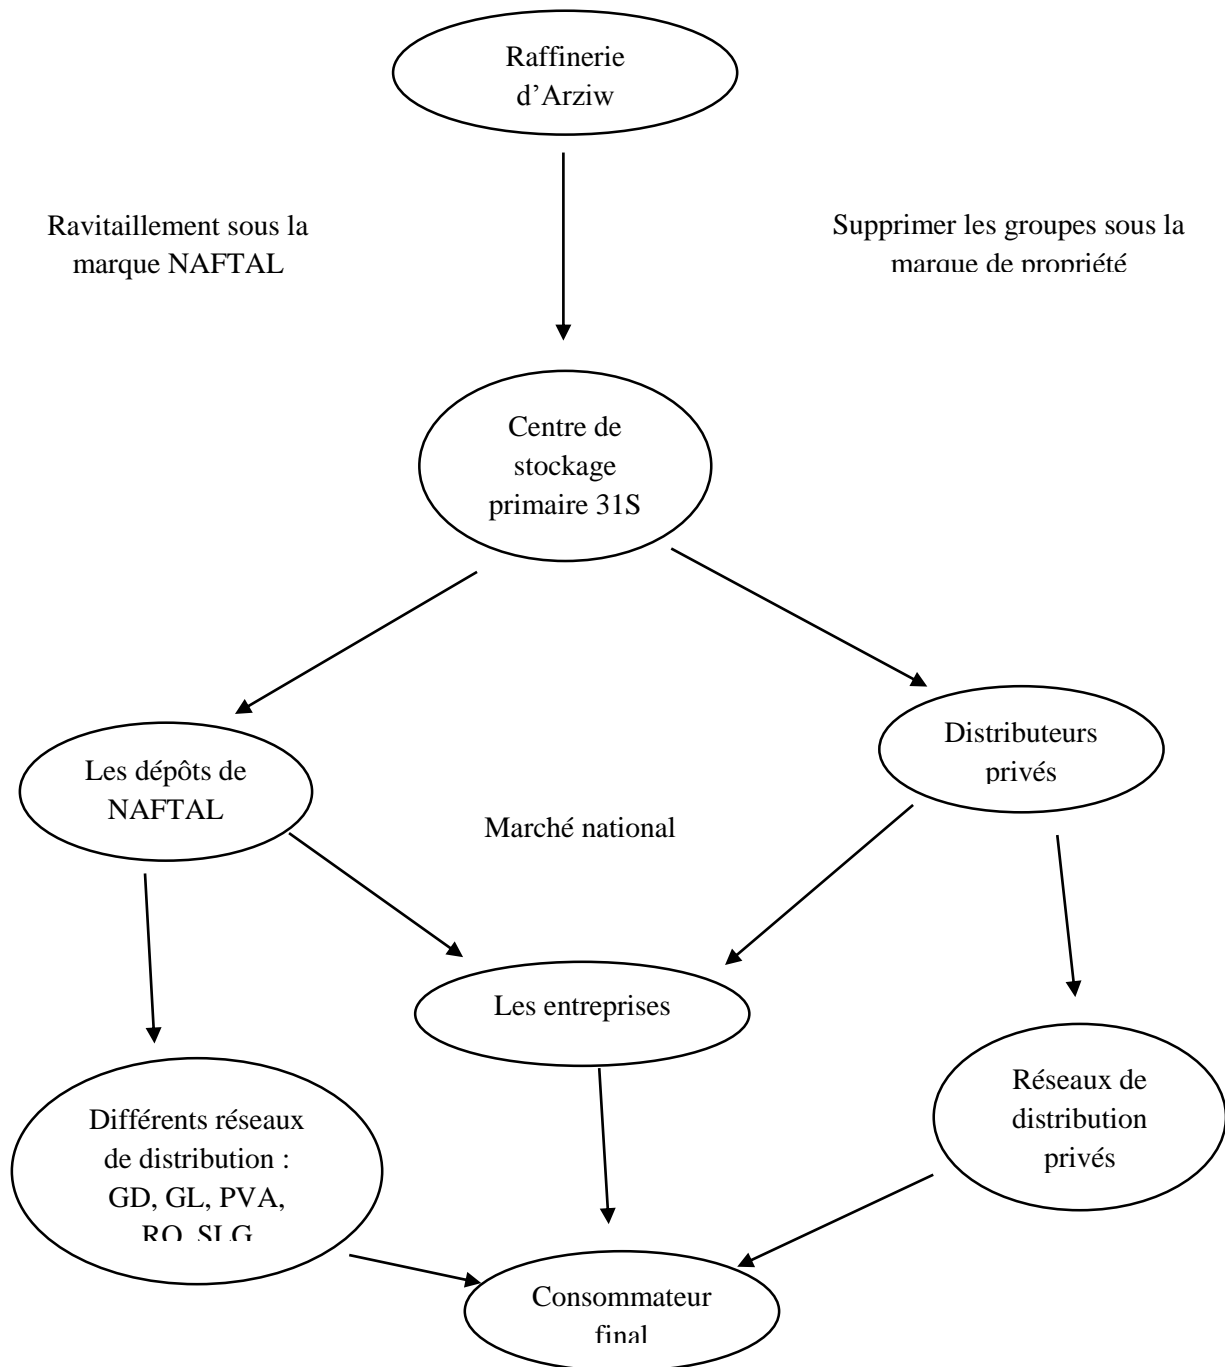 Raffinerie
d’Arziw
Ravitaillement sous la
marque NAFTAL
Supprimer les groupes sous la
marque de propriété
Centre de
stockage
primaire 31S
Distributeurs
privés
Les dépôts de
NAFTAL
Marché national
Les entreprises
Différents réseaux
de distribution :
GD, GL, PVA,
RO, SLG
Réseaux de
distribution
privés
Consommateur
final